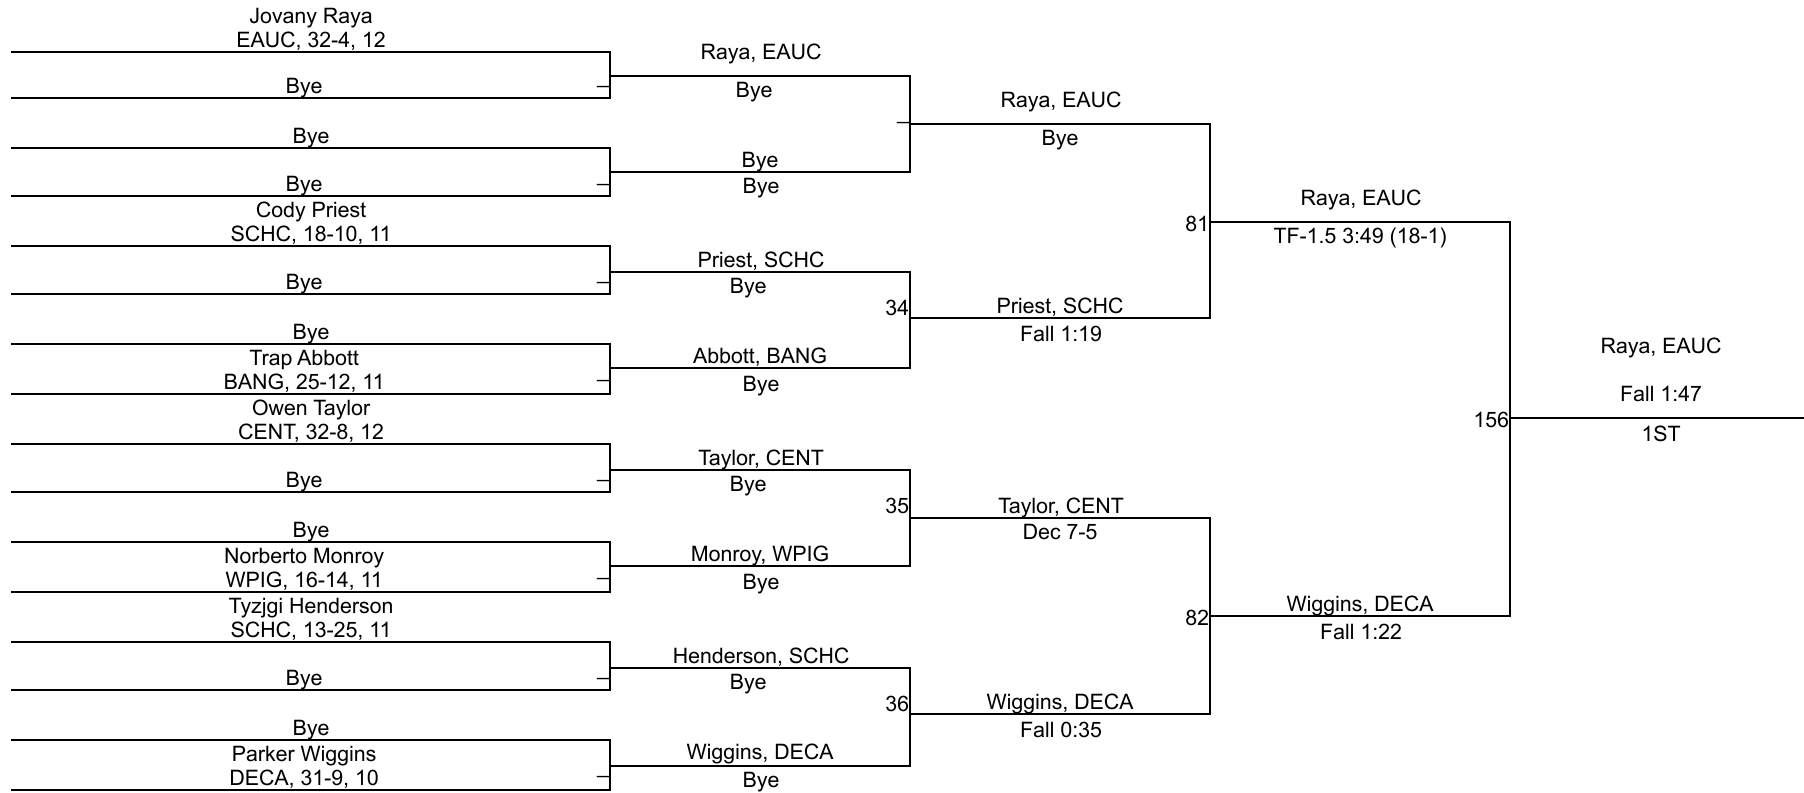 Jovany Raya
EAUC, 32-4, 12
Bye
Bye
Bye
Cody Priest
SCHC, 18-10, 11
Bye
Bye
Trap Abbott
BANG, 25-12, 11
Owen Taylor
CENT, 32-8, 12
Bye
Bye
Norberto Monroy
WPIG, 16-14, 11
Tyzjgi Henderson
SCHC, 13-25, 11
Bye
Bye
Parker Wiggins
DECA, 31-9, 10
Raya, EAUC
Bye
Bye
Bye
Priest, SCHC
Bye
34
Abbott, BANG
Bye
Taylor, CENT
Bye
35
Monroy, WPIG
Bye
Henderson, SCHC
Bye
36
Wiggins, DECA
Bye
Raya, EAUC
Bye
81
Priest, SCHC
Fall 1:19
Taylor, CENT
Dec 7-5
82
Wiggins, DECA
Fall 0:35
Raya, EAUC
TF-1.5 3:49 (18-1)
156
Wiggins, DECA
Fall 1:22
Raya, EAUC
Fall 1:47
1ST